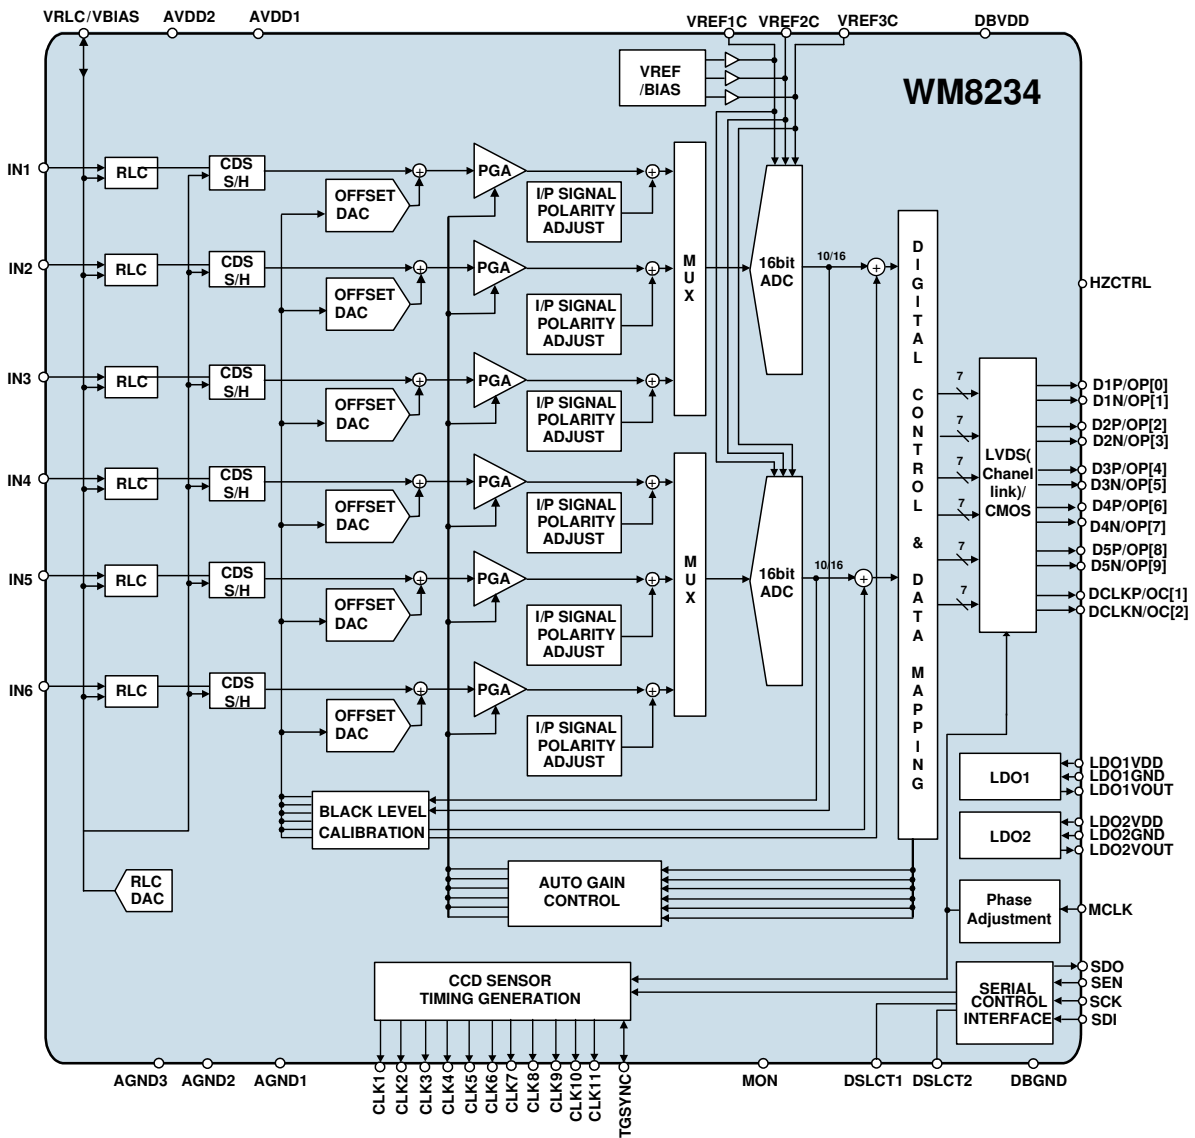 VRLC/VBIAS AVDD2 AVDD1 VREF1C VREF2C VREF3C DBVDD
VREF
/BIAS
WM8234
IN1
RLC
CDS
S/H
OFFSET
DAC
PGA
I/P SIGNAL
POLARITY
ADJUST
IN2
RLC
CDS
S/H
OFFSET
DAC
PGA
I/P SIGNAL
POLARITY
ADJUST
IN3
RLC
CDS
S/H
OFFSET
DAC
PGA
I/P SIGNAL
POLARITY
ADJUST
MUX
16bit
ADC
10/16
IN4
RLC
CDS
S/H
OFFSET
DAC
PGA
I/P SIGNAL
POLARITY
ADJUST
IN5
RLC
CDS
S/H
OFFSET
DAC
PGA
I/P SIGNAL
POLARITY
ADJUST
IN6
RLC
CDS
S/H
OFFSET
DAC
PGA
I/P SIGNAL
POLARITY
ADJUST
MUX
16bit
ADC
10/16
DIGITAL CONTROL & DATA MAPPING
7
7
7
7
7
7
LVDS(
Chanel
link)/
CMOS
HZCTRL
D1P/OP[0]
D1N/OP[1]
D2P/OP[2]
D2N/OP[3]
D3P/OP[4]
D3N/OP[5]
D4P/OP[6]
D4N/OP[7]
D5P/OP[8]
D5N/OP[9]
DCLKP/OC[1]
DCLKN/OC[2]
LDO1
LDO1VDD
LDO1GND
LDO1VOUT
LDO2
LDO2VDD
LDO2GND
LDO2VOUT
BLACK LEVEL
CALIBRATION
RLC
DAC
AUTO GAIN
CONTROL
Phase
Adjustment
MCLK
CCD SENSOR
TIMING GENERATION
SERIAL
CONTROL
INTERFACE
SDO
SEN
SCK
SDI
AGND3 AGND2 AGND1
CLK1
CLK2
CLK3
CLK4
CLK5
CLK6
CLK7
CLK8
CLK9
CLK10
CLK11
TGSYNC
MON DSLCT1 DSLCT2 DBGND